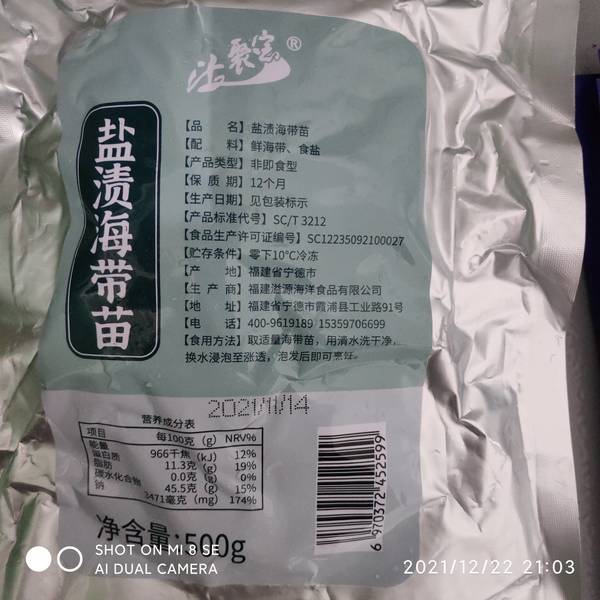 聚宝®
盐渍海带苗
【品 名】盐渍海带苗
【配 料】鲜海带、食盐
【产品类型】非即食型
【保 质 期】12个月
【生产日期】见包装标示
【产品标准代号】SC/T 3212
【食品生产许可证编号】SC12235092100027
【贮存条件】零下10℃冷冻
【产 地】福建省宁德市
【生 产 商】福建溢源海洋食品有限公司
【地 址】福建省宁德市霞浦县工业路91号
【电 话】400-9619189 15359706699
【食用方法】取适量海带苗，用清水洗干净，
换水浸泡至涨透，泡发后即可烹饪。
2021/11/14
营养成分表
项目 每100克（g） NRV%
能量 966千焦（kJ） 12%
蛋白质 11.3克（g） 19%
脂肪 0.0克（g） 0%
碳水化合物 45.5克（g） 15%
钠 3471毫克（mg） 174%
净含量:500g
6 970372 452599
SHOT ON MI 8 SE
AI DUAL CAMERA
2021/12/22 21:03